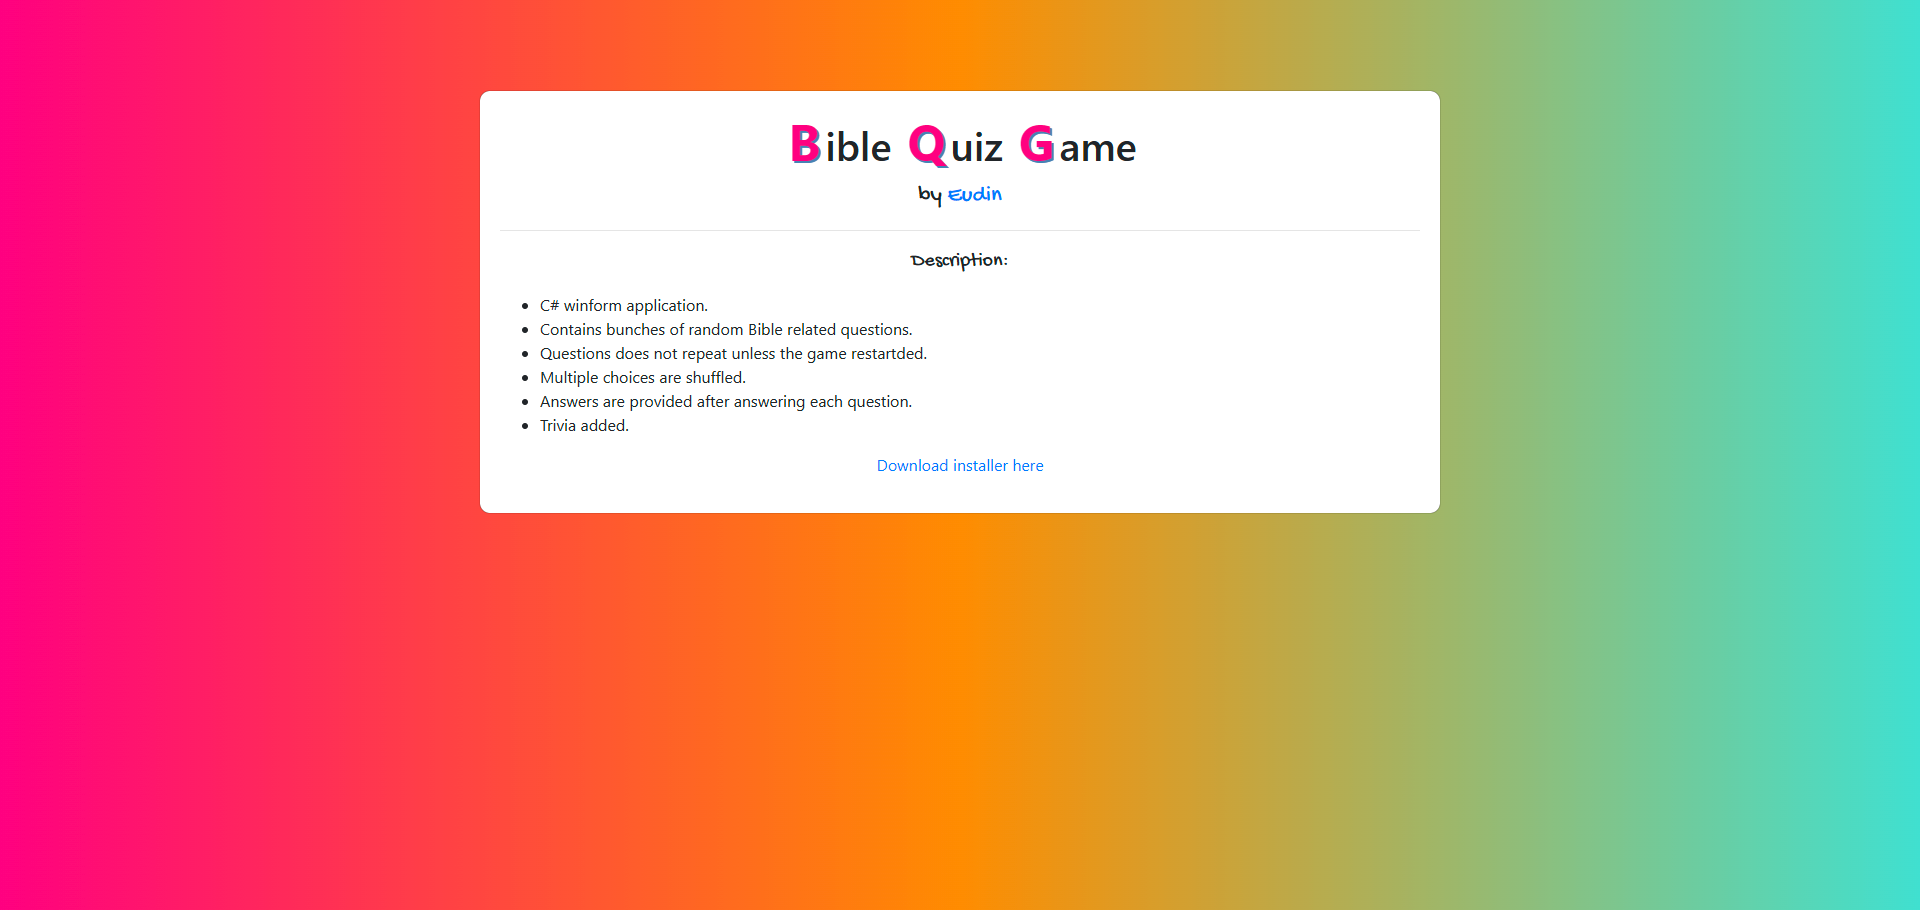 Bible Quiz Game
by Eudin
Description:
C# winform application.
Contains bunches of random Bible related questions.
Questions does not repeat unless the game restartded.
Multiple choices are shuffled.
Answers are provided after answering each question.
Trivia added.
Download installer here